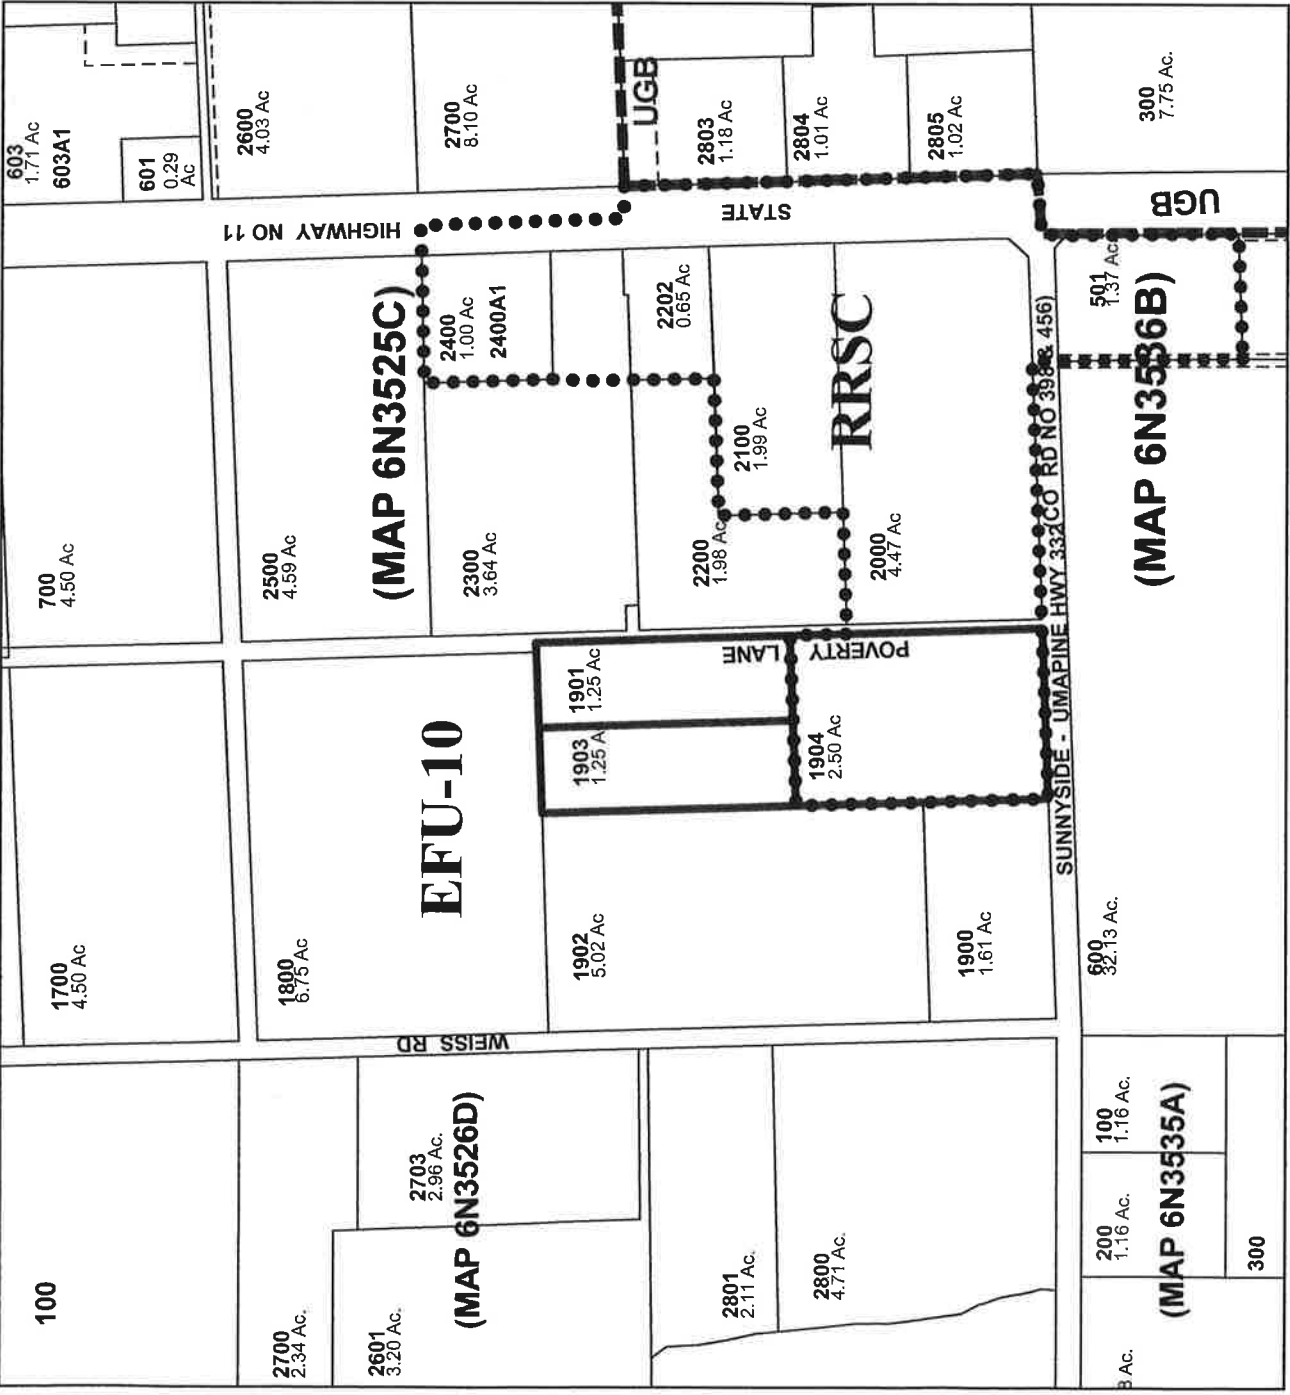 100
1700
4.50 Ac
700
4.50 Ac
603
1.71 Ac
603A1
601
0.29
Ac
2600
4.03 Ac
2700
8.10 Ac
UGB
2803
1.18 Ac
2804
1.01 Ac
2805
1.02 Ac
300
7.75 Ac.
HIGHWAY NO 11
STATE
UGB
2700
2.34 Ac.
2601
3.20 Ac.
2703
2.96 Ac.
(MAP 6N3526D)
2801
2.11 Ac.
2800
4.71 Ac.
WEISS RD
1800
6.75 Ac
EFU-10
2500
4.59 Ac
(MAP 6N3525C)
2400
1.00 Ac
2400A1
2300
3.64 Ac
2202
0.65 Ac
2100
1.99 Ac
2200
1.98 Ac
RRSC
2000
4.47 Ac
1902
5.02 Ac
1903
1.25 A
1901
1.25 Ac
POVERTY LANE
1904
2.50 Ac
1900
1.61 Ac
SUNNYSIDE - UMAPINE HWY 332(CO RD NO 398 & 456)
501
1.37 Ac
(MAP 6N3536B)
600
32.13 Ac.
100
1.16 Ac.
200
1.16 Ac.
(MAP 6N3535A)
300
8 Ac.